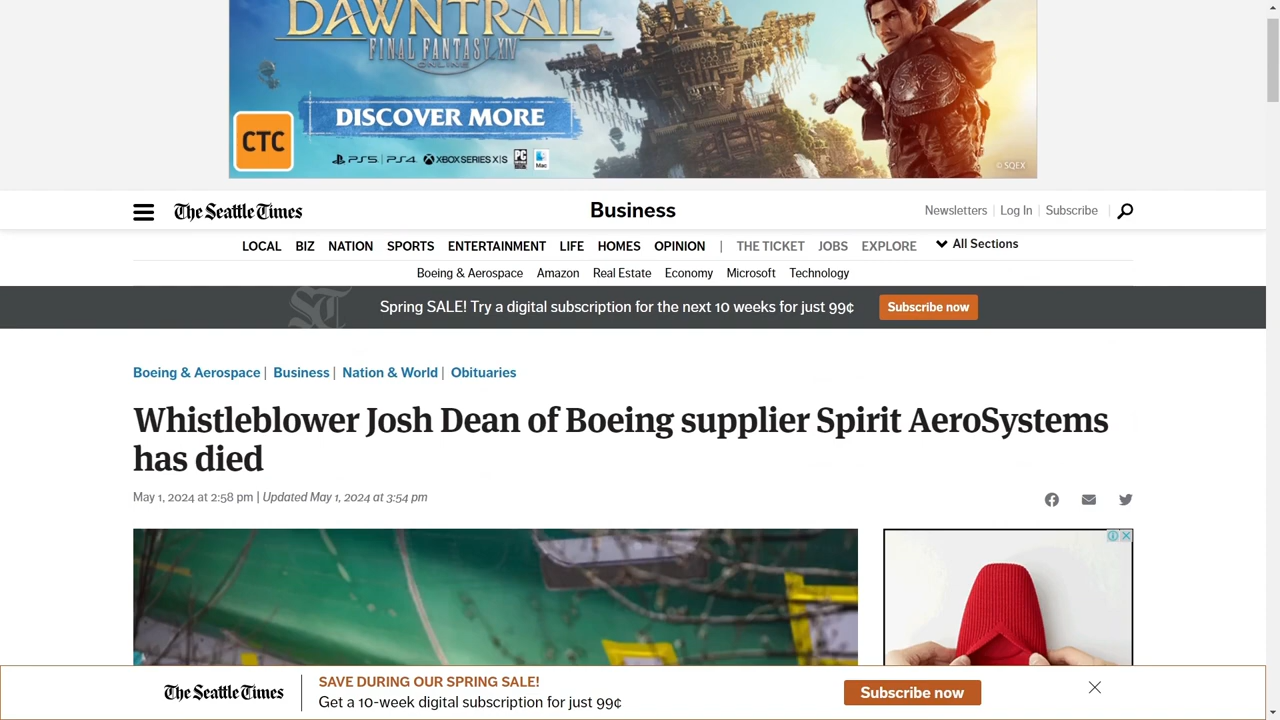 DAWNTRAIL
FINAL FANTASY XIV
ONLINE
DISCOVER MORE
CTC
PS5 | PS4 XBOX SERIES X|S PC Mac
© SQEX
The Seattle Times
Business
Newsletters | Log In | Subscribe |
LOCAL BIZ NATION SPORTS ENTERTAINMENT LIFE HOMES OPINION | THE TICKET JOBS EXPLORE All Sections
Boeing & Aerospace Amazon Real Estate Economy Microsoft Technology
Spring SALE! Try a digital subscription for the next 10 weeks for just 99¢ Subscribe now
Boeing & Aerospace | Business | Nation & World | Obituaries
Whistleblower Josh Dean of Boeing supplier Spirit AeroSystems
has died
May 1, 2024 at 2:58 pm | Updated May 1, 2024 at 3:54 pm
The Seattle Times
SAVE DURING OUR SPRING SALE!
Get a 10-week digital subscription for just 99¢
Subscribe now